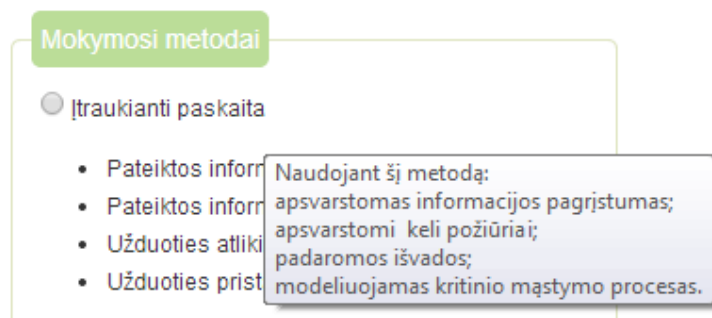 Mokymosi metodai
Įtraukianti paskaita
• Pateiktos
• Pateiktos
• Užduoties
• Užduoties
Naudojant šį metodą:
apsvarstomas informacijos pagrįstumas;
apsvarstomi keli požiūriai;
padaromos išvados;
modeliuojamas kritinio mąstymo procesas.